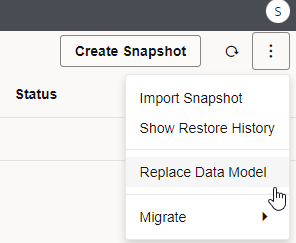 S
Create Snapshot
Status
Import Snapshot
Show Restore History
Replace Data Model
Migrate